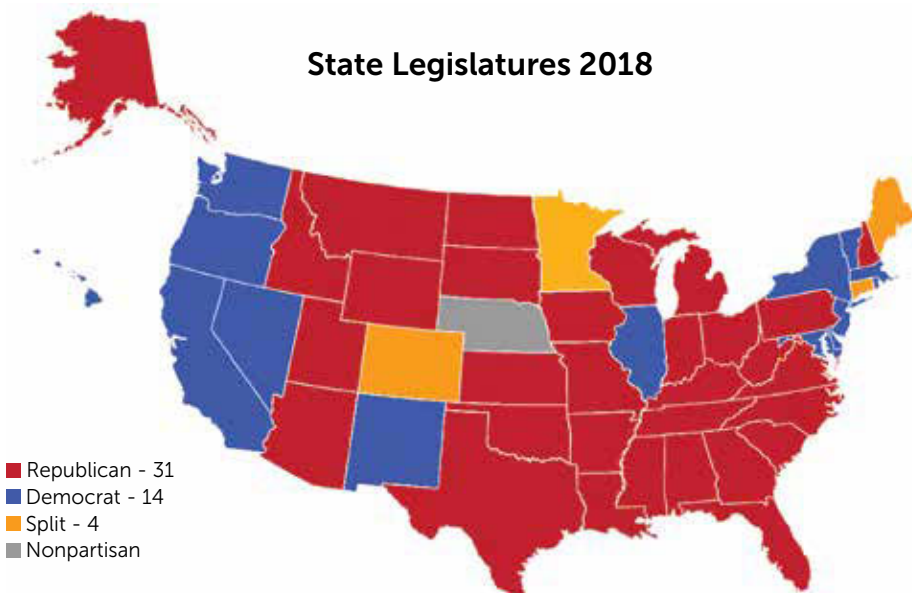 State Legislatures 2018
Republican - 31
Democrat - 14
Split - 4
Nonpartisan